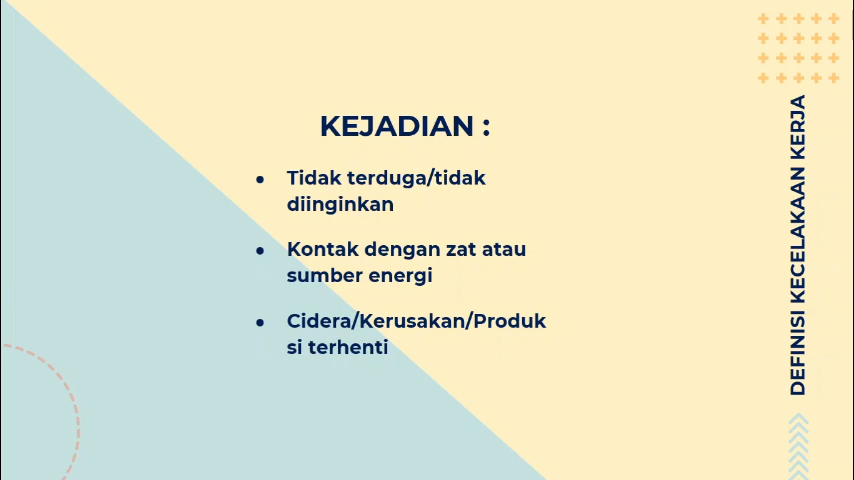 KEJADIAN :
● Tidak terduga/tidak
diinginkan
● Kontak dengan zat atau
sumber energi
● Cidera/Kerusakan/Produk
si terhenti
DEFINISI KECELAKAAN KERJA